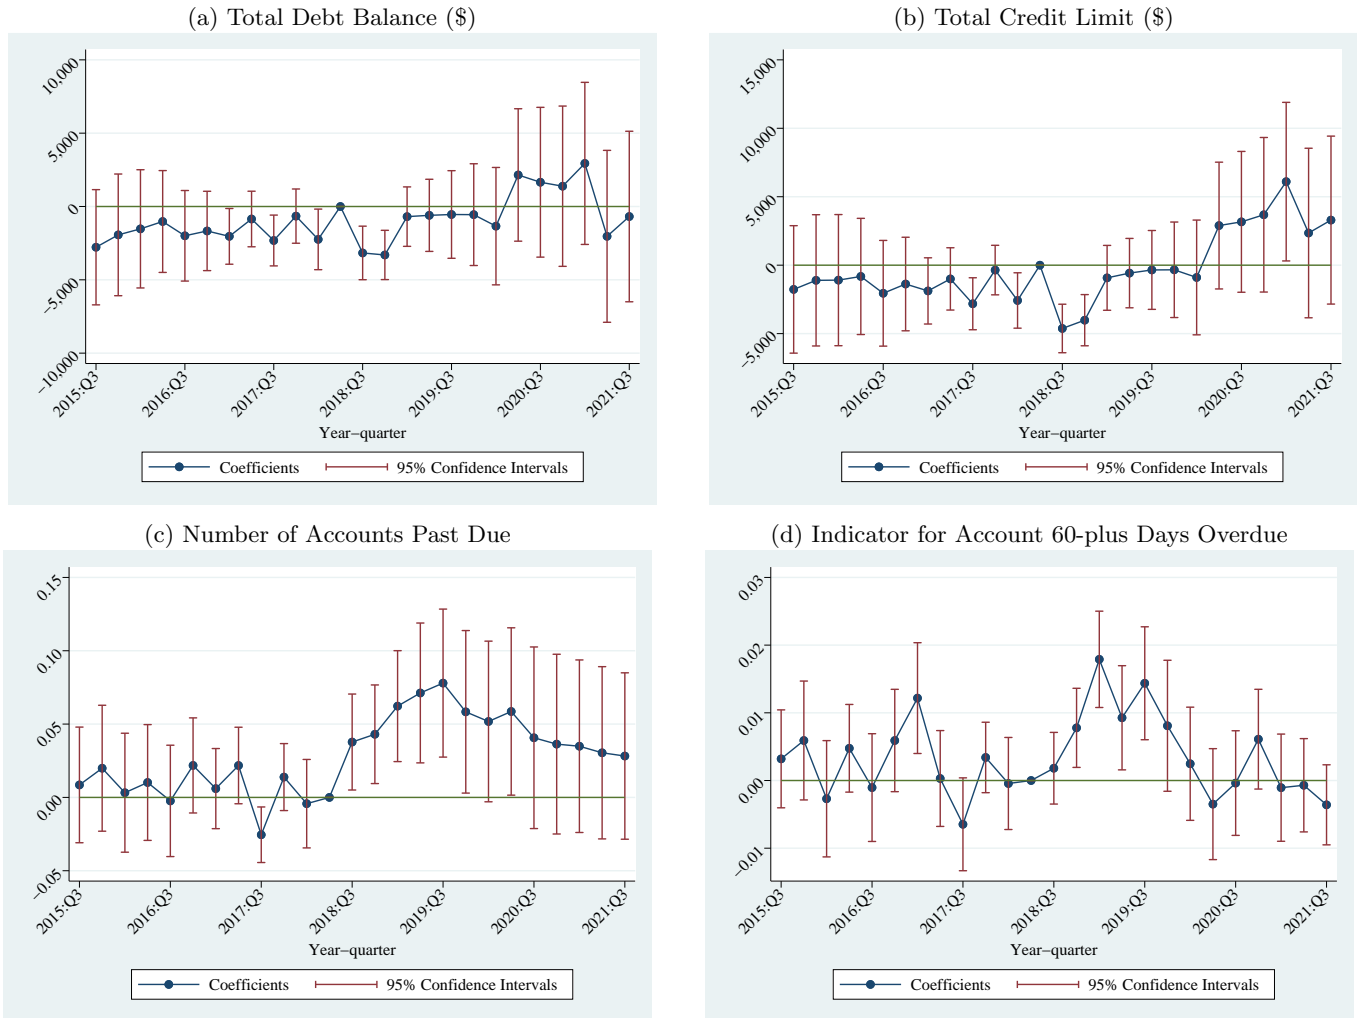 (a) Total Debt Balance ($)
10,000
5,000
0
−5,000
−10,000
2015:Q3
2016:Q3
2017:Q3
2018:Q3
2019:Q3
2020:Q3
2021:Q3
Year−quarter
Coefficients
95% Confidence Intervals
(b) Total Credit Limit ($)
15,000
10,000
5,000
0
−5,000
2015:Q3
2016:Q3
2017:Q3
2018:Q3
2019:Q3
2020:Q3
2021:Q3
Year−quarter
Coefficients
95% Confidence Intervals
(c) Number of Accounts Past Due
0.15
0.10
0.05
0.00
−0.05
2015:Q3
2016:Q3
2017:Q3
2018:Q3
2019:Q3
2020:Q3
2021:Q3
Year−quarter
Coefficients
95% Confidence Intervals
(d) Indicator for Account 60-plus Days Overdue
0.03
0.02
0.01
0.00
−0.01
2015:Q3
2016:Q3
2017:Q3
2018:Q3
2019:Q3
2020:Q3
2021:Q3
Year−quarter
Coefficients
95% Confidence Intervals